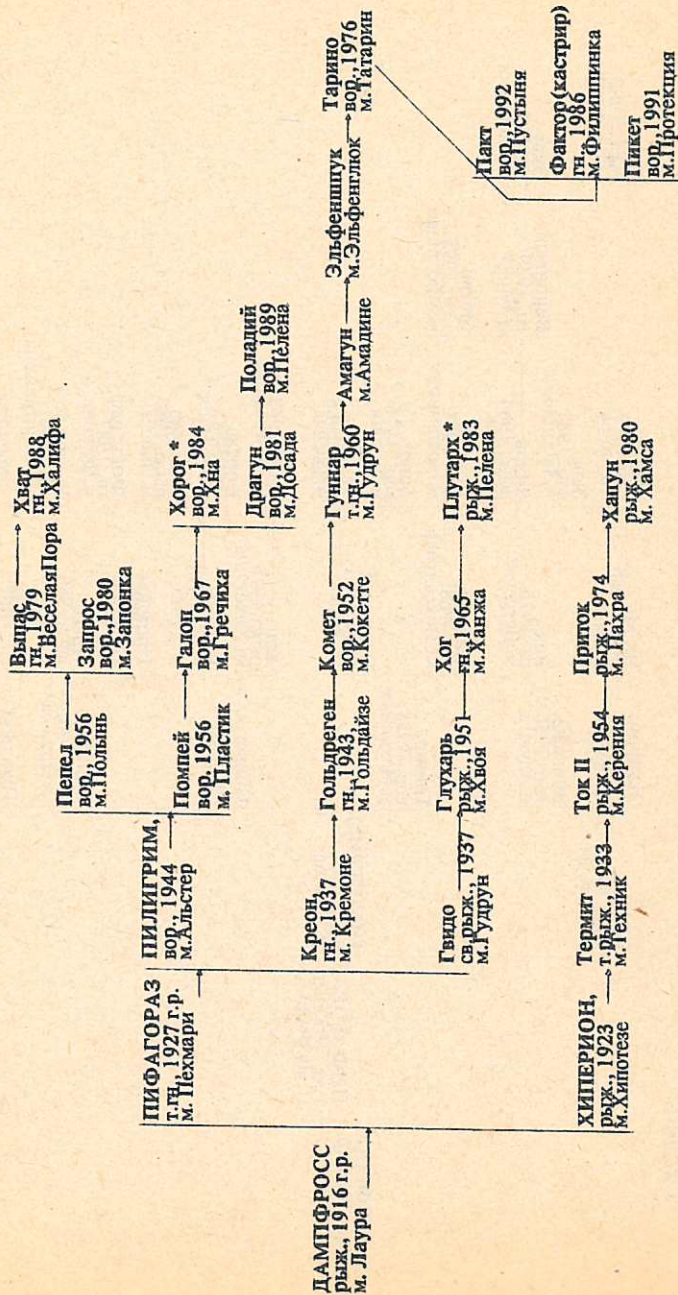 ДАМПФРОСС
рыж., 1916 г.р.
м. Лаура
ПИФАГОРАЗ
т.гн., 1927 г.р.
м. Пехмари
ХИПЕРИОН,
рыж., 1923
м.Хипотезе
ПИЛИГРИМ,
вор., 1944
м.Альстер
Креон,
гн., 1937
м. Кремоне
Гвидо
св.рыж., 1937
м.Гудрун
Термит
т.рыж., 1933
м.Техник
Пепел
вор., 1956
м.Полынь
Помпей
вор. 1956
м. Пластик
Гольдреген
гн.,1943,
м.Гольдайзе
Глухарь
рыж.,1951
м.Хвоя
Ток II
рыж., 1954
м.Керения
Выпас
гн.,1979
м.ВеселаяПора
Запрос
вор.,1980
м.Запонка
Галоп
вор.,1967
м.Гречиха
Комет
вор.,1952
м.Кокетте
Хог
гн.,1965
м.Ханжа
Приток
рыж.,1974
м. Пахра
Хват
гн.,1988
м.Халифа
Хорог *
вор.,1984
м.Хна
Драгун
вор.,1981
м.Досада
Гуннар
т.гн.,1960
м.Гудрун
Плутарх *
рыж.,1983
м.Пелена
Хапун
рыж.,1980
м. Хамса
Поладий
вор.,1989
м.Пелена
Амагун
м.Амадине
Эльфеншпук
м.Эльфенглюк
Тарино
вор.,1976
м.Татарин
Пакт
вор.,1992
м.Пустыня
Фактор(кастрир)
гн.,1986
м.Филиппинка
Пикет
вор.,1991
м.Протекция